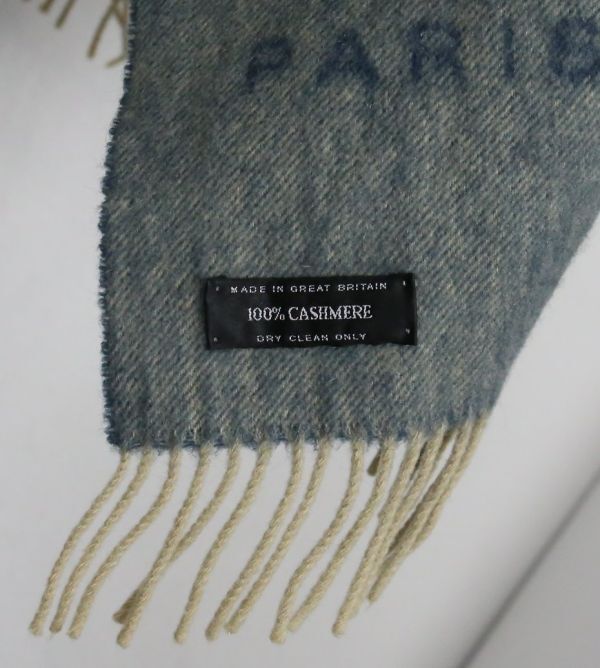 PARIS
MADE IN GREAT BRITAIN
100% CASHMERE
DRY CLEAN ONLY